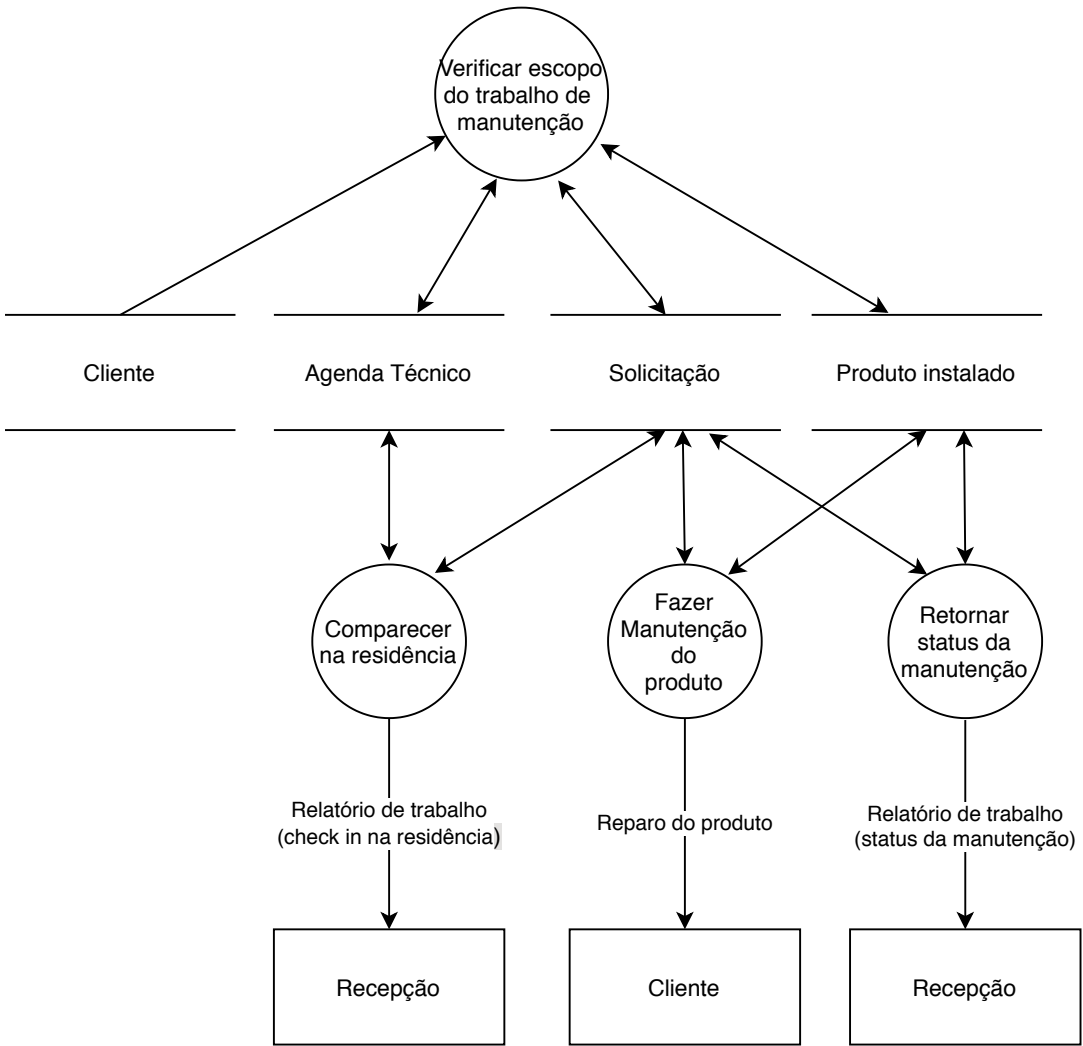 Verificar escopo
do trabalho de
manutenção
Cliente
Agenda Técnico
Solicitação
Produto instalado
Comparecer
na residência
Fazer
Manutenção
do
produto
Retornar
status da
manutenção
Relatório de trabalho
(check in na residência)
Reparo do produto
Relatório de trabalho
(status da manutenção)
Recepção
Cliente
Recepção